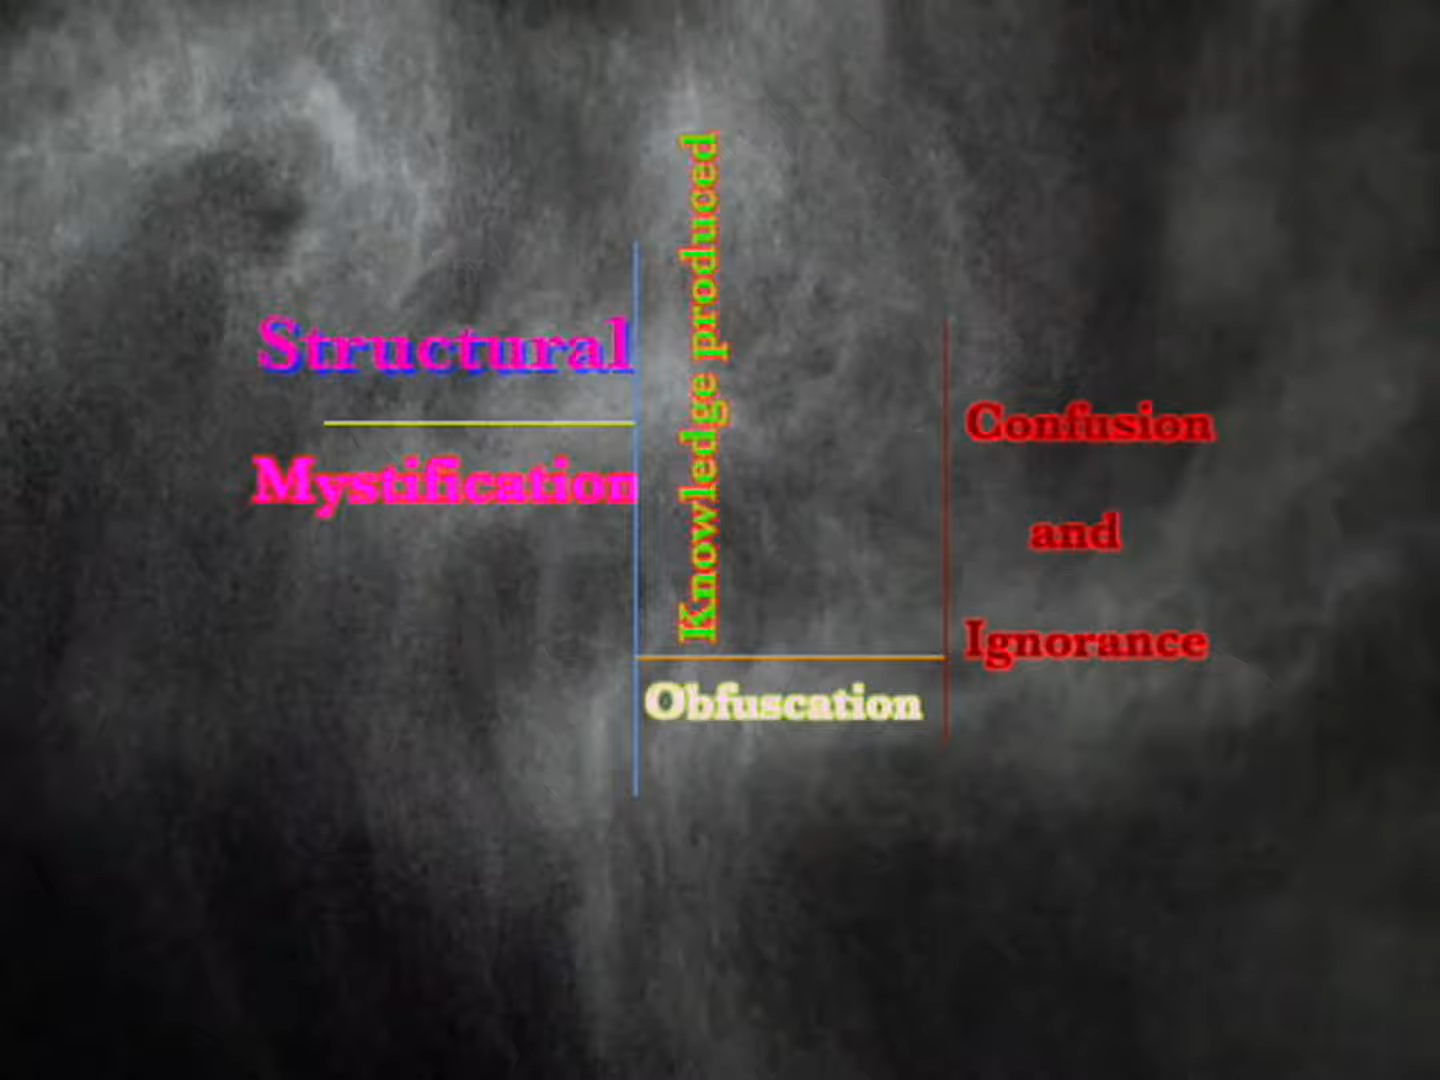 Structural
Mystification
Knowledge produced
Obfuscation
Confusion
and
Ignorance